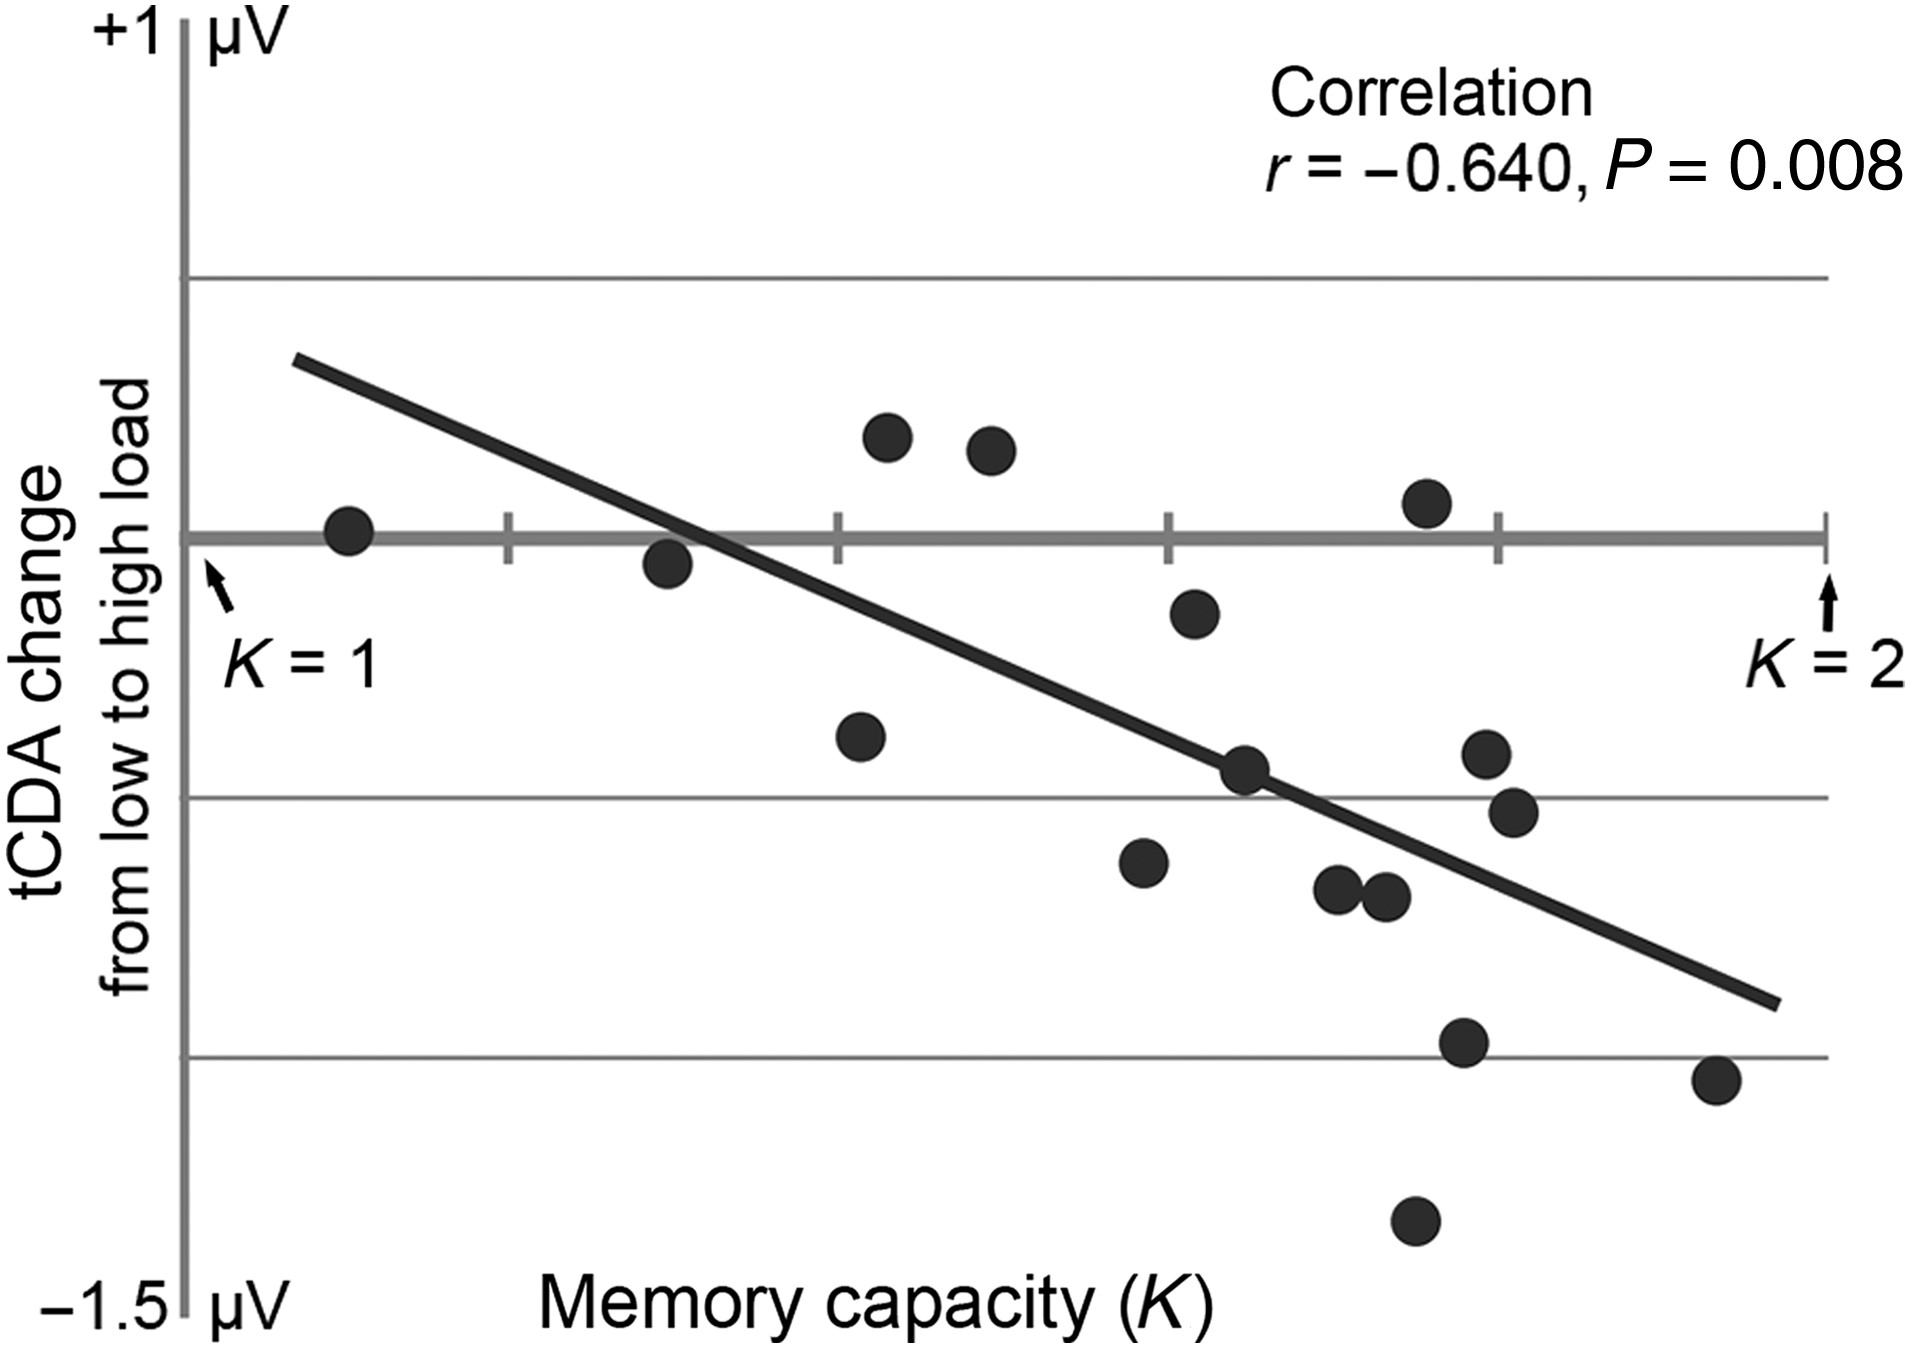 +1 µV
Correlation
r = −0.640, P = 0.008
tCDA change
from low to high load
K = 1
K = 2
−1.5 µV
Memory capacity (K)